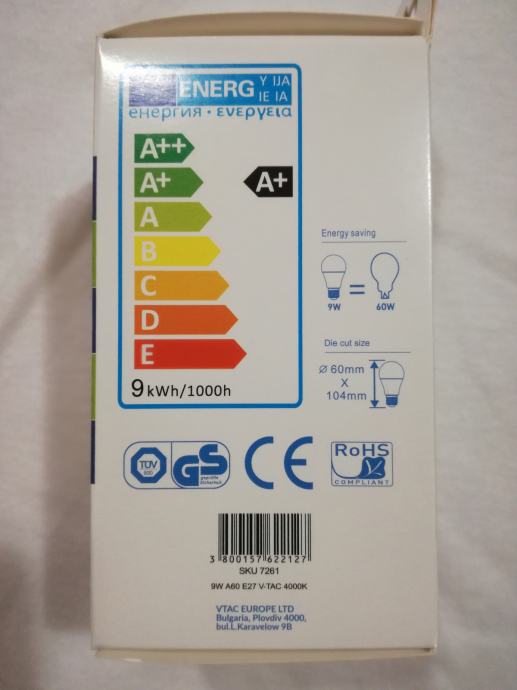 ENERG Y IJA
IE IA
енергия · ενεργεια
A++
A+
A+
A
B
C
D
E
9 kWh/1000h
Energy saving
9W = 60W
Die cut size
Ø 60mm
X
104mm
TÜV
GS
geprüfte
Sicherheit
CE
RoHS
COMPLIANT
3 800157 622127
SKU 7261
9W A60 E27 V-TAC 4000K
VTAC EUROPE LTD
Bulgaria, Plovdiv 4000,
bul.L.Karavelow 9B